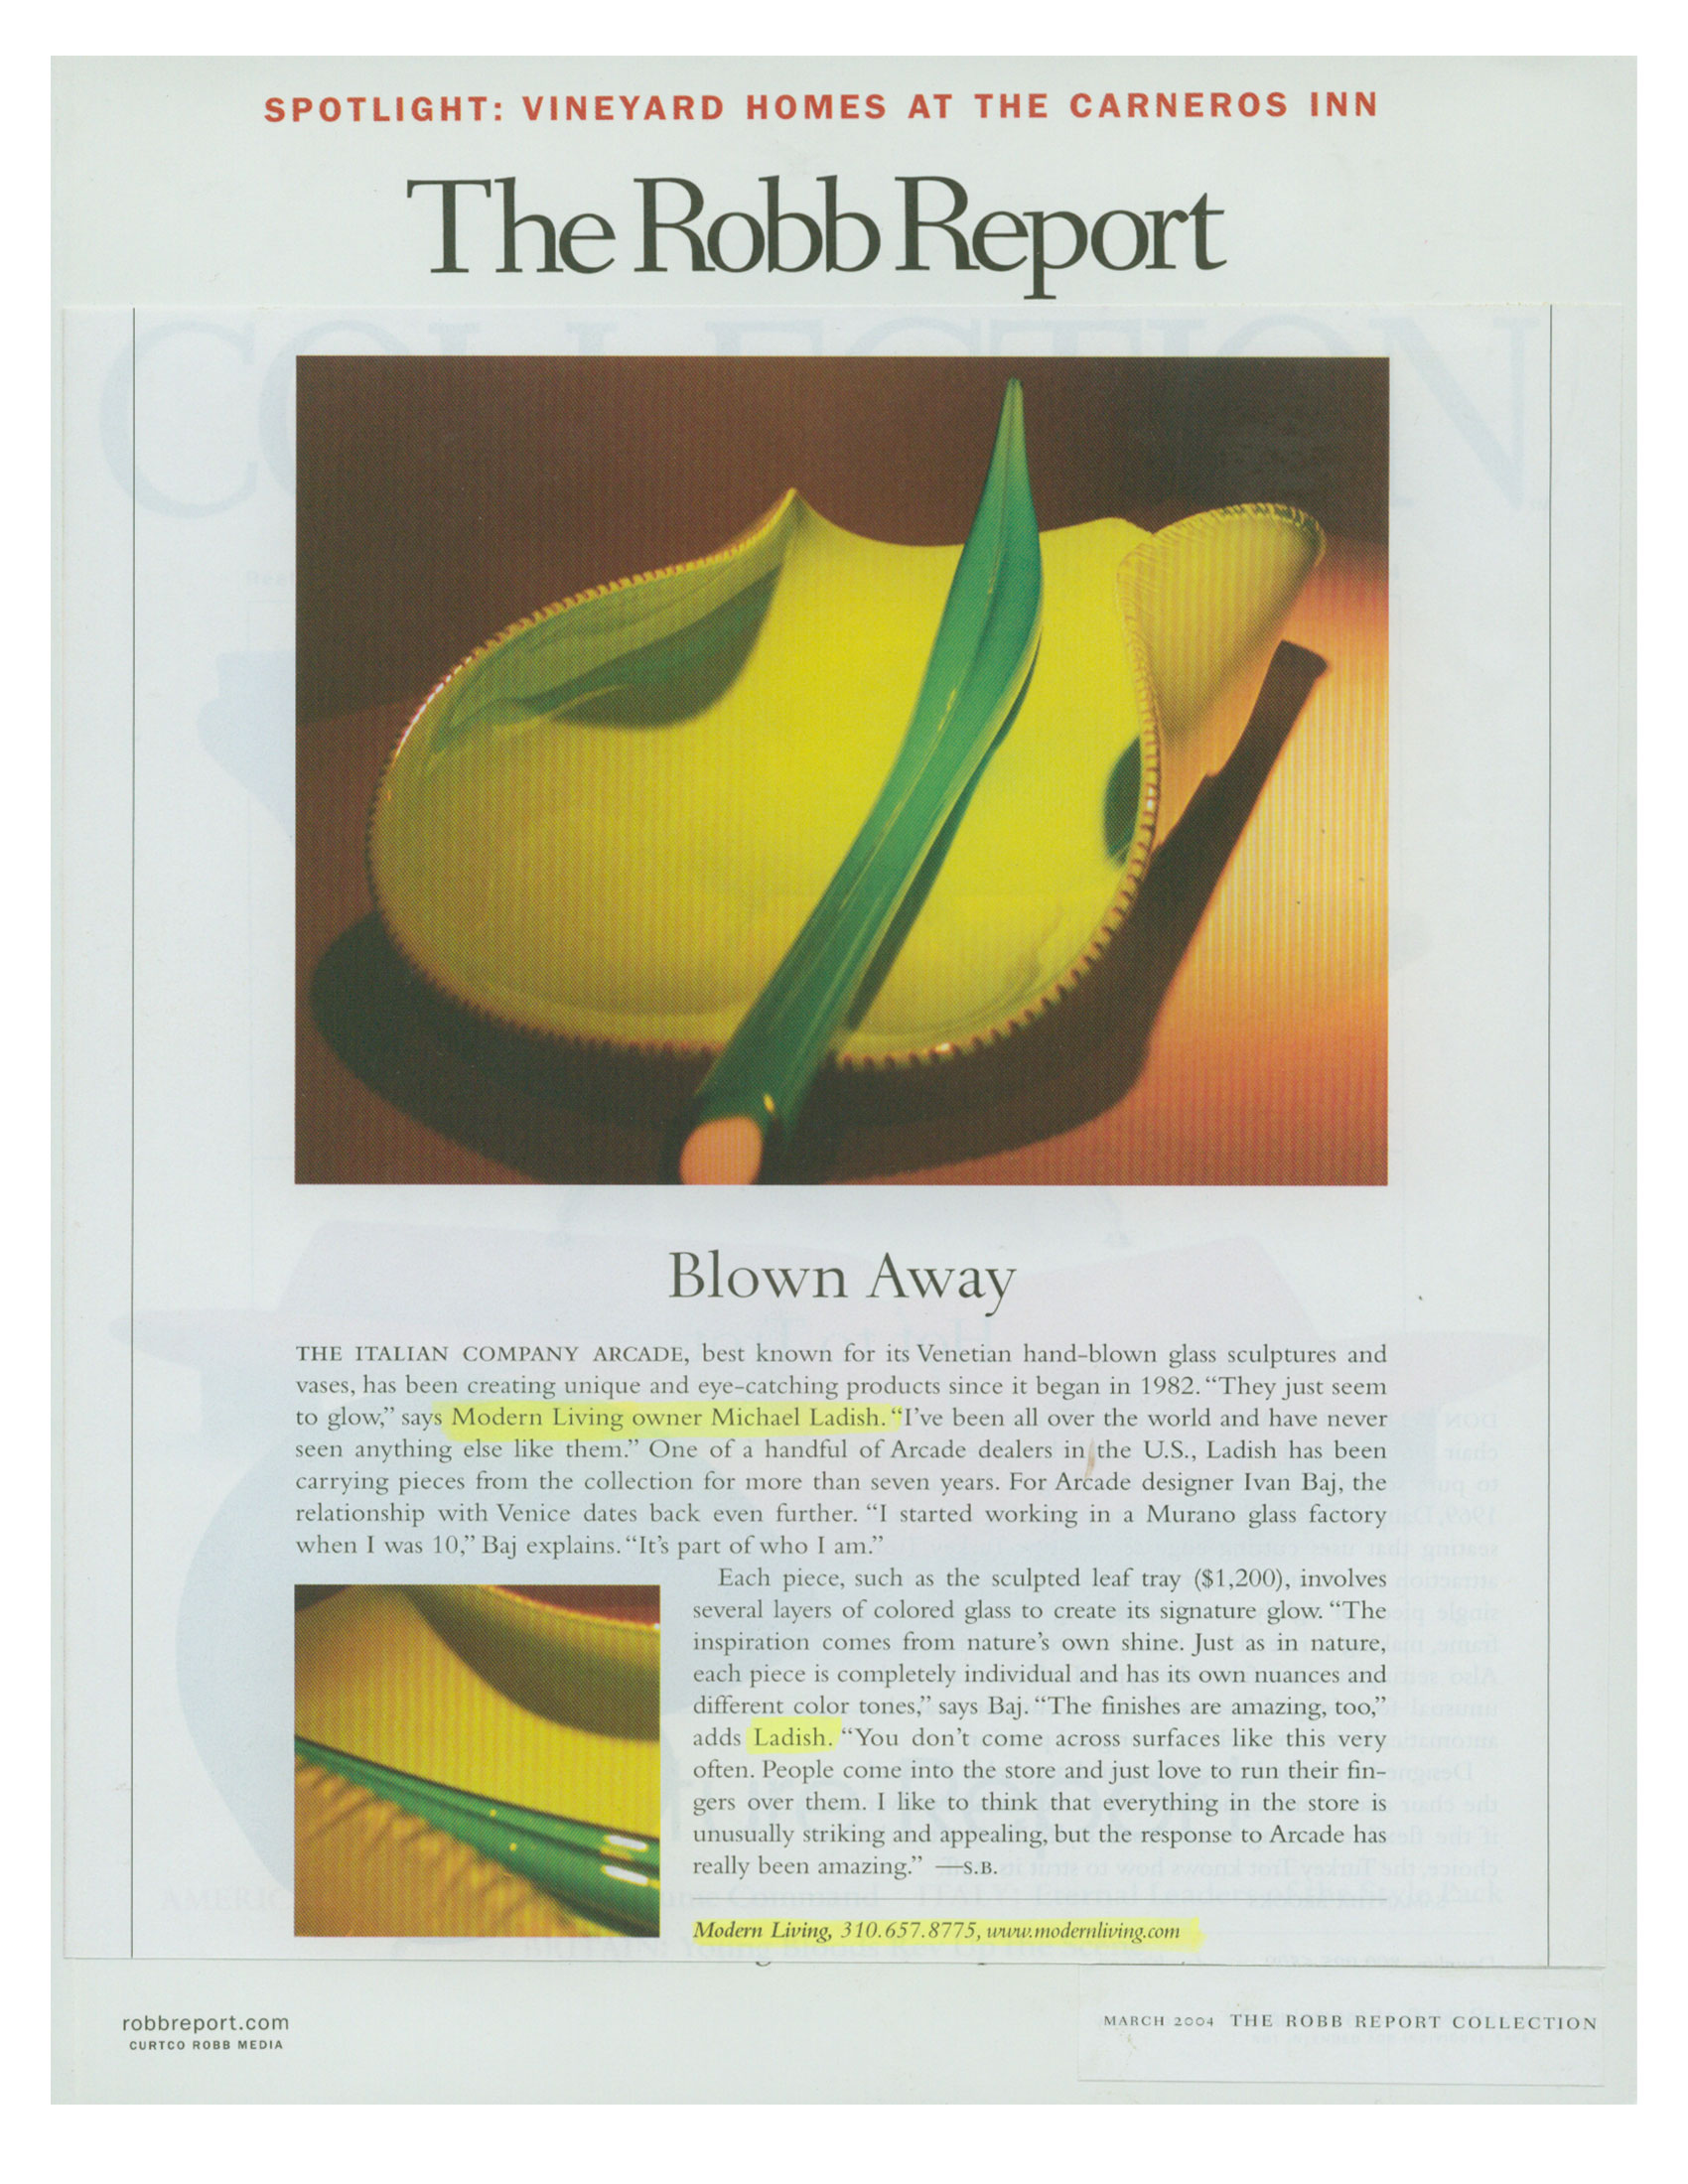 SPOTLIGHT: VINEYARD HOMES AT THE CARNEROS INN
The Robb Report
Blown Away
THE ITALIAN COMPANY ARCADE, best known for its Venetian hand-blown glass sculptures and
vases, has been creating unique and eye-catching products since it began in 1982. “They just seem
to glow,” says Modern Living owner Michael Ladish. “I’ve been all over the world and have never
seen anything else like them.” One of a handful of Arcade dealers in the U.S., Ladish has been
carrying pieces from the collection for more than seven years. For Arcade designer Ivan Baj, the
relationship with Venice dates back even further. “I started working in a Murano glass factory
when I was 10,” Baj explains. “It’s part of who I am.”
Each piece, such as the sculpted leaf tray ($1,200), involves
several layers of colored glass to create its signature glow. “The
inspiration comes from nature’s own shine. Just as in nature,
each piece is completely individual and has its own nuances and
different color tones,” says Baj. “The finishes are amazing, too,”
adds Ladish. “You don’t come across surfaces like this very
often. People come into the store and just love to run their fin-
gers over them. I like to think that everything in the store is
unusually striking and appealing, but the response to Arcade has
really been amazing.” —S.B.
Modern Living, 310.657.8775, www.modernliving.com
robbreport.com
CURTCO ROBB MEDIA
MARCH 2004 THE ROBB REPORT COLLECTION